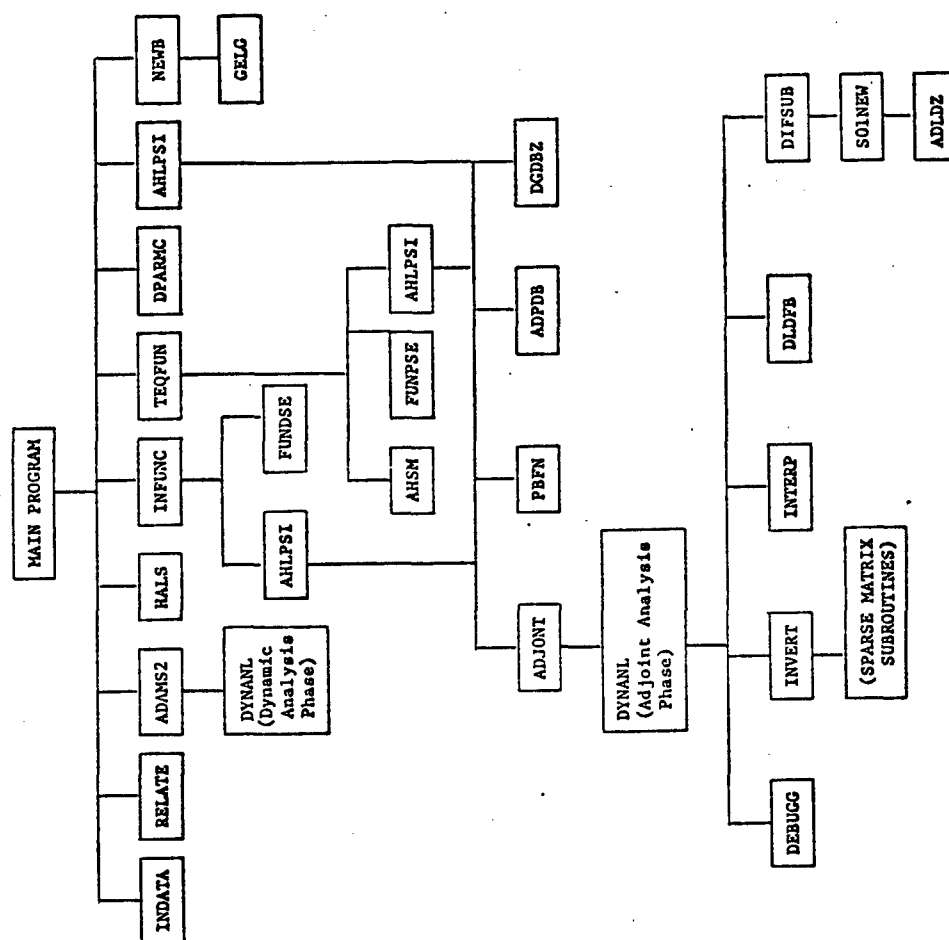 MAIN PROGRAM
INDATA
RELATE
ADAMS2
HALS
INFUNC
TEQFUN
DPARMC
AHLPSI
NEWB
DYNANL
(Dynamic
Analysis
Phase)
GELG
AHLPSI
FUNDSE
AHSM
FUNPSE
AHLPSI
ADJONT
PBFN
ADPDB
DGDBZ
DYNANL
(Adjoint Analysis
Phase)
DEBUGG
INVERT
INTERP
DLDFB
DIFSUB
(SPARSE MATRIX
SUBROUTINES)
SO1NEW
ADLDZ